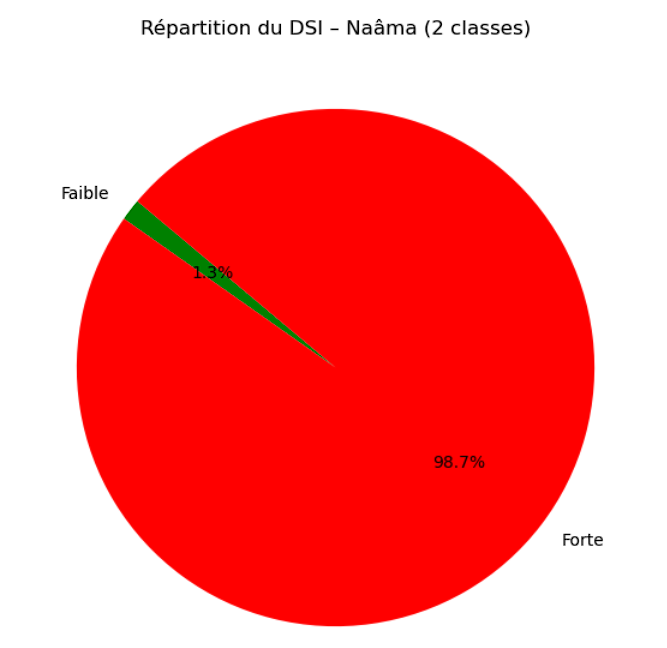 Répartition du DSI – Naâma (2 classes)
Faible
1.3%
98.7%
Forte